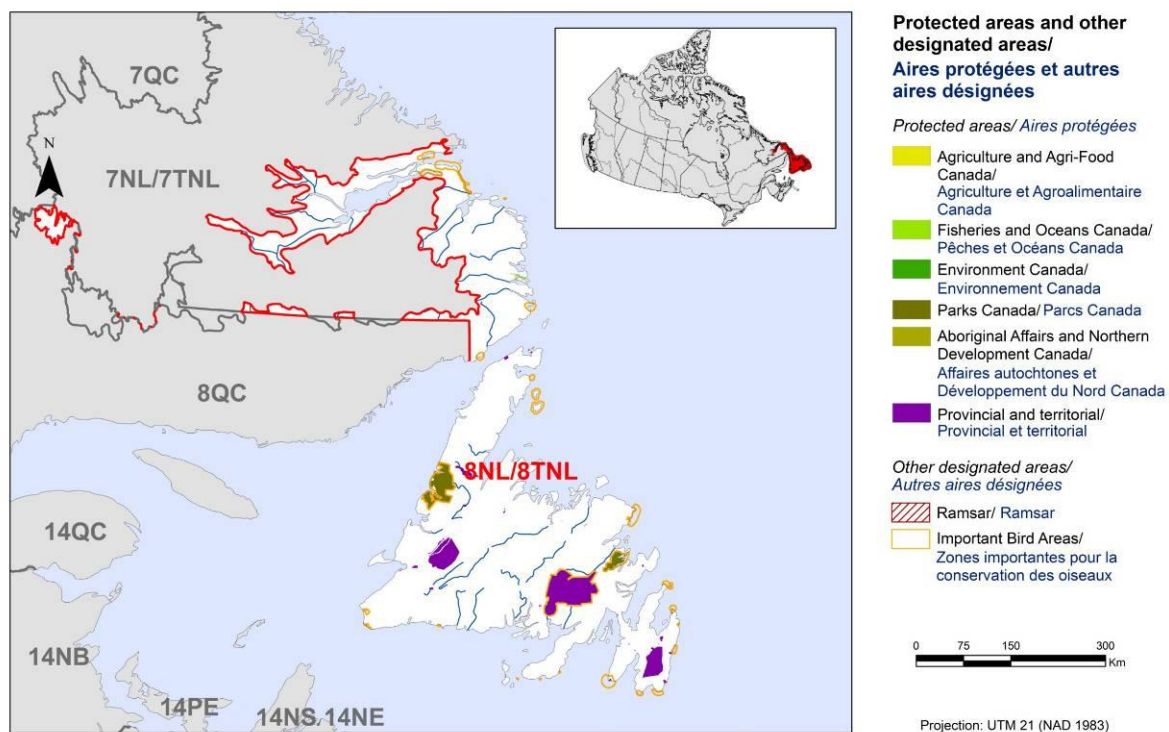 7QC
N
7NL/7TNL
8QC
8NL/8TNL
14QC
14NB
14PE
14NS. 14NE
Protected areas and other
designated areas/
Aires protégées et autres
aires désignées
Protected areas/ Aires protégées
Agriculture and Agri-Food
Canada/
Agriculture et Agroalimentaire
Canada
Fisheries and Oceans Canada/
Pêches et Océans Canada
Environment Canada/
Environnement Canada
Parks Canada/ Parcs Canada
Aboriginal Affairs and Northern
Development Canada/
Affaires autochtones et
Développement du Nord Canada
Provincial and territorial/
Provincial et territorial
Other designated areas/
Autres aires désignées
Ramsar/ Ramsar
Important Bird Areas/
Zones importantes pour la
conservation des oiseaux
0 75 150 300
Km
Projection: UTM 21 (NAD 1983)